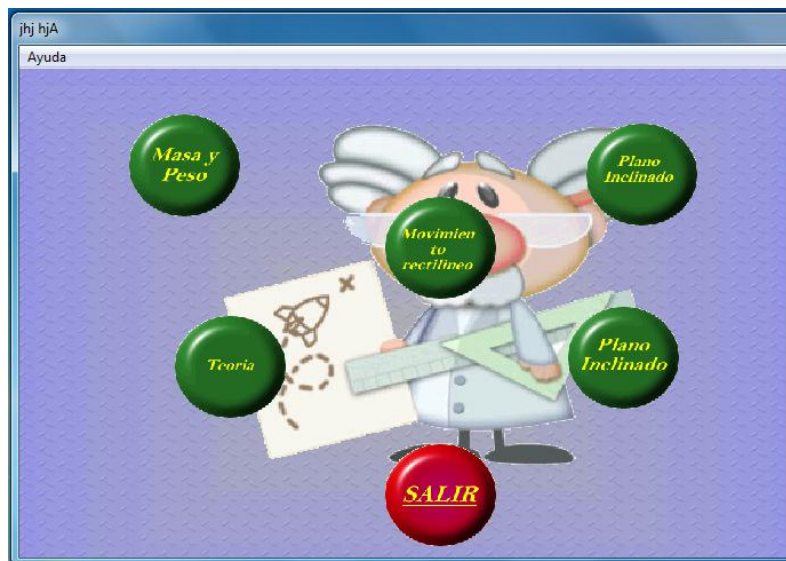 jhj hjA
Ayuda
Masa y
Peso
Plano
Inclinado
Movimien
to
rectilineo
Teoria
Plano
Inclinado
SALIR